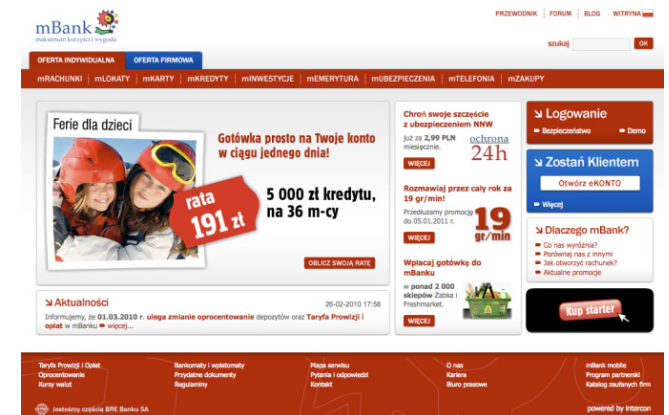 PRZEWODNIK FORUM BLOG WITRYNA
mBank
maksimum korzyści i wygody
szukaj OK
OFERTA INDYWIDUALNA OFERTA FIRMOWA
mRACHUNKI mLOKATY mKARTY mKREDYTY mINWESTYCJE mEMERYTURA mUBEZPIECZENIA mTELEFONIA mZAKUPY
Ferie dla dzieci
Gotówka prosto na Twoje konto
w ciągu jednego dnia!
rata
191 zł
5 000 zł kredytu,
na 36 m-cy
OBLICZ SWOJĄ RATĘ
Aktualności
26-02-2010 17:58
Informujemy, że 01.03.2010 r. ulega zmianie oprocentowanie depozytów oraz Taryfa Prowizji i
opłat w mBanku więcej...
Chroń swoje szczęście
z ubezpieczeniem NNW
już za 2,99 PLN
miesięcznie.
ochrona
24h
WIĘCEJ
Rozmawiaj przez cały rok za
19 gr/min!
Przedłużamy promocję
do 05.01.2011 r.
19
gr/min
WIĘCEJ
Wpłacaj gotówkę do
mBanku
w ponad 2 000
sklepów Żabka i
Freshmarket.
WIĘCEJ
Logowanie
Bezpieczeństwo Demo
Zostań Klientem
Otwórz eKONTO
Więcej
Dlaczego mBank?
Co nas wyróżnia?
Porównaj nas z innymi
Jak otworzyć rachunek?
Aktualne promocje
Kup starter
Taryfa Prowizji i Opłat
Oprocentowanie
Kursy walut
Bankomaty i wpłatomaty
Przydatne dokumenty
Regulaminy
Mapa serwisu
Pytania i odpowiedzi
Kontakt
O nas
Kariera
Biuro prasowe
mBank mobile
Program partnerski
Katalog zaufanych firm
Jesteśmy częścią BRE Banku SA
powered by intercon